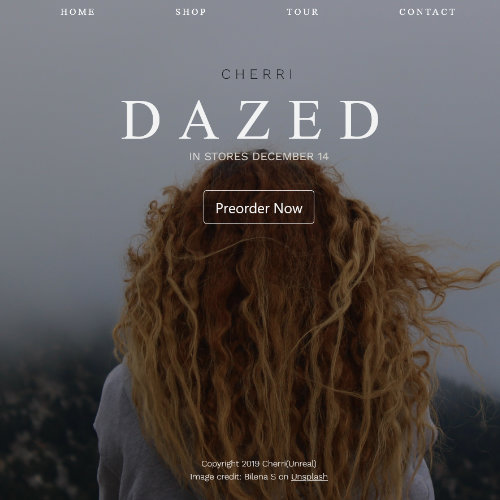 HOME SHOP TOUR CONTACT
CHERRI
DAZED
IN STORES DECEMBER 14
Preorder Now
Copyright 2019 Cherri(Unreal)
Image credit: Bilena S on Unsplash